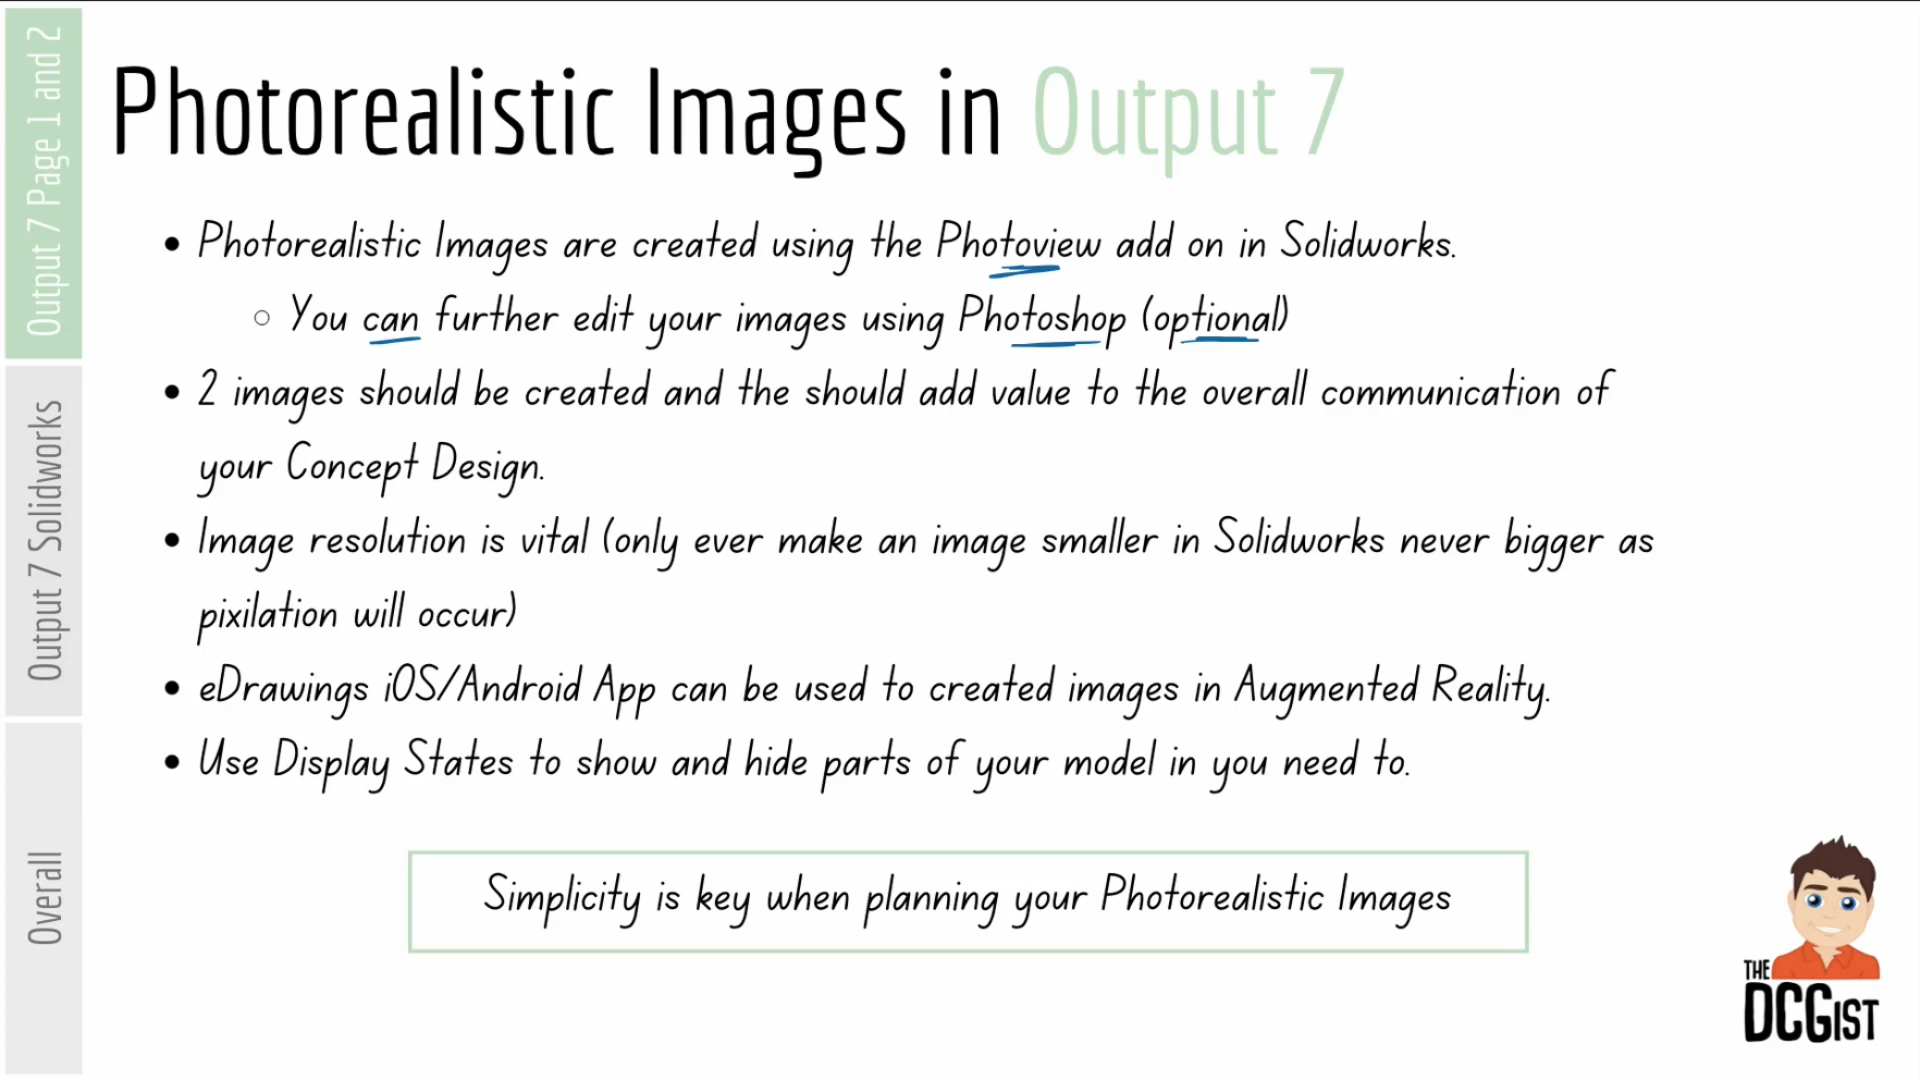 Output 7 Page 1 and 2
Output 7 Solidworks
Overall
Photorealistic Images in Output 7
• Photorealistic Images are created using the Photoview add on in Solidworks.
○ You can further edit your images using Photoshop (optional)
• 2 images should be created and the should add value to the overall communication of
your Concept Design.
• Image resolution is vital (only ever make an image smaller in Solidworks never bigger as
pixilation will occur)
• eDrawings iOS/Android App can be used to created images in Augmented Reality.
• Use Display States to show and hide parts of your model in you need to.
Simplicity is key when planning your Photorealistic Images
THE
DCGIST